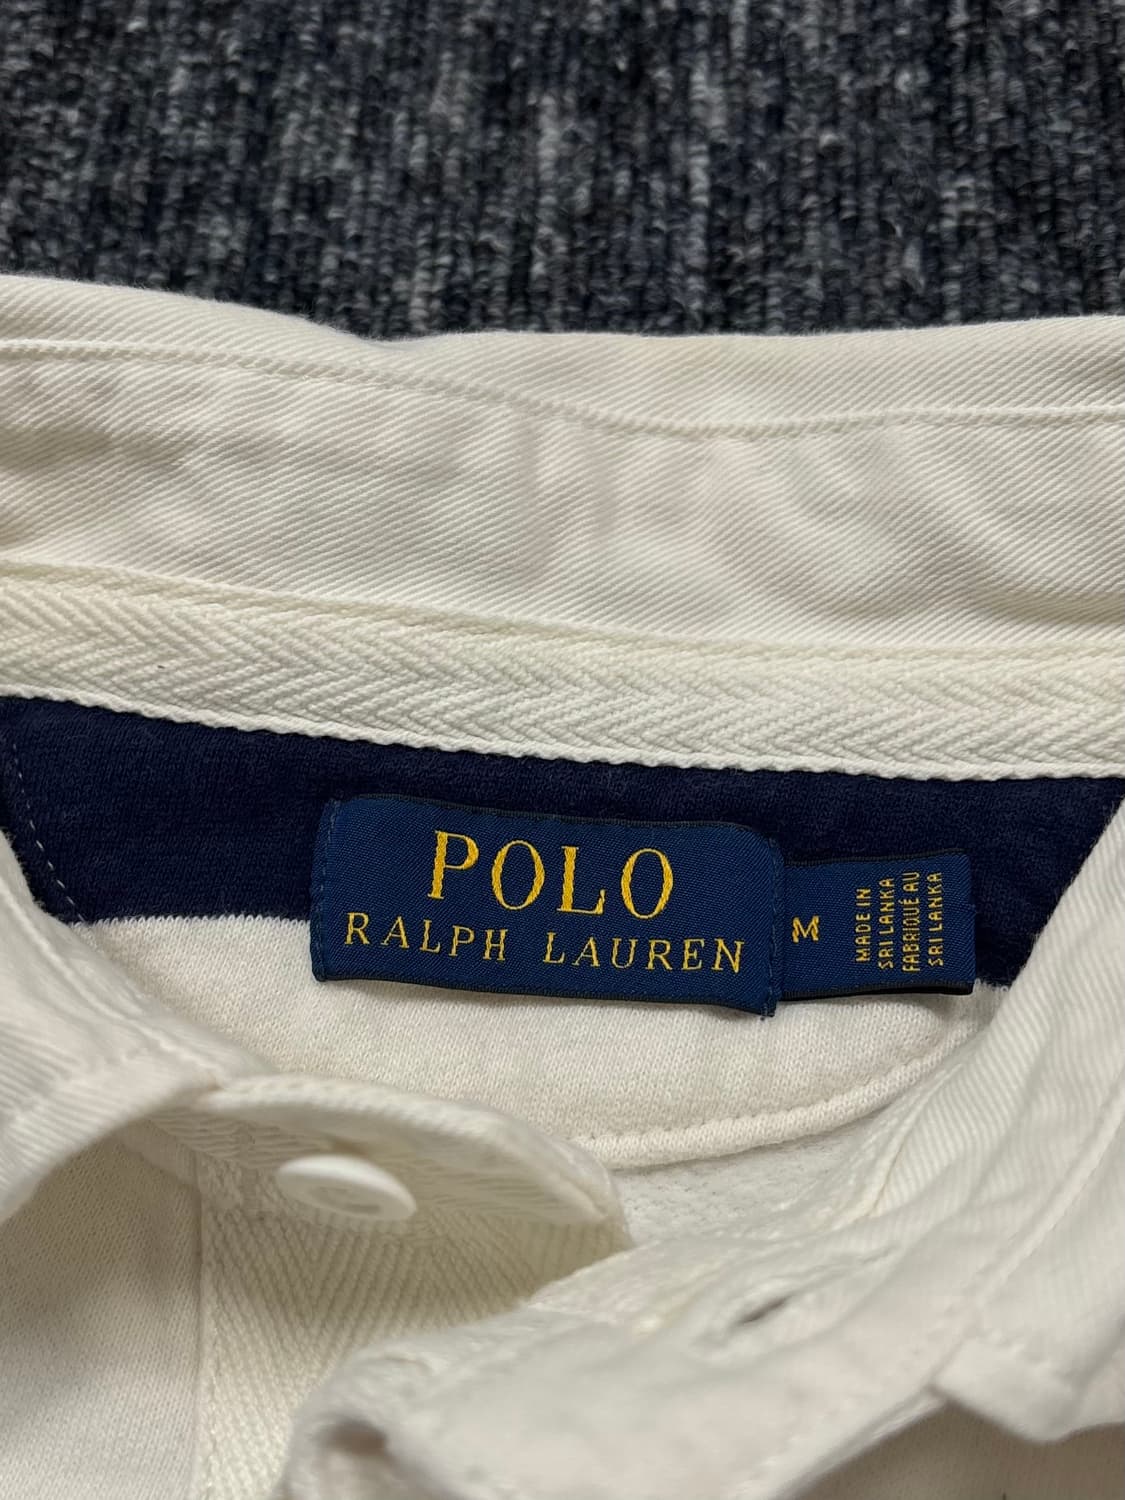 POLO
RALPH LAUREN
M
MADE IN
SRI LANKA
FABRIQUÉ AU
SRI LANKA